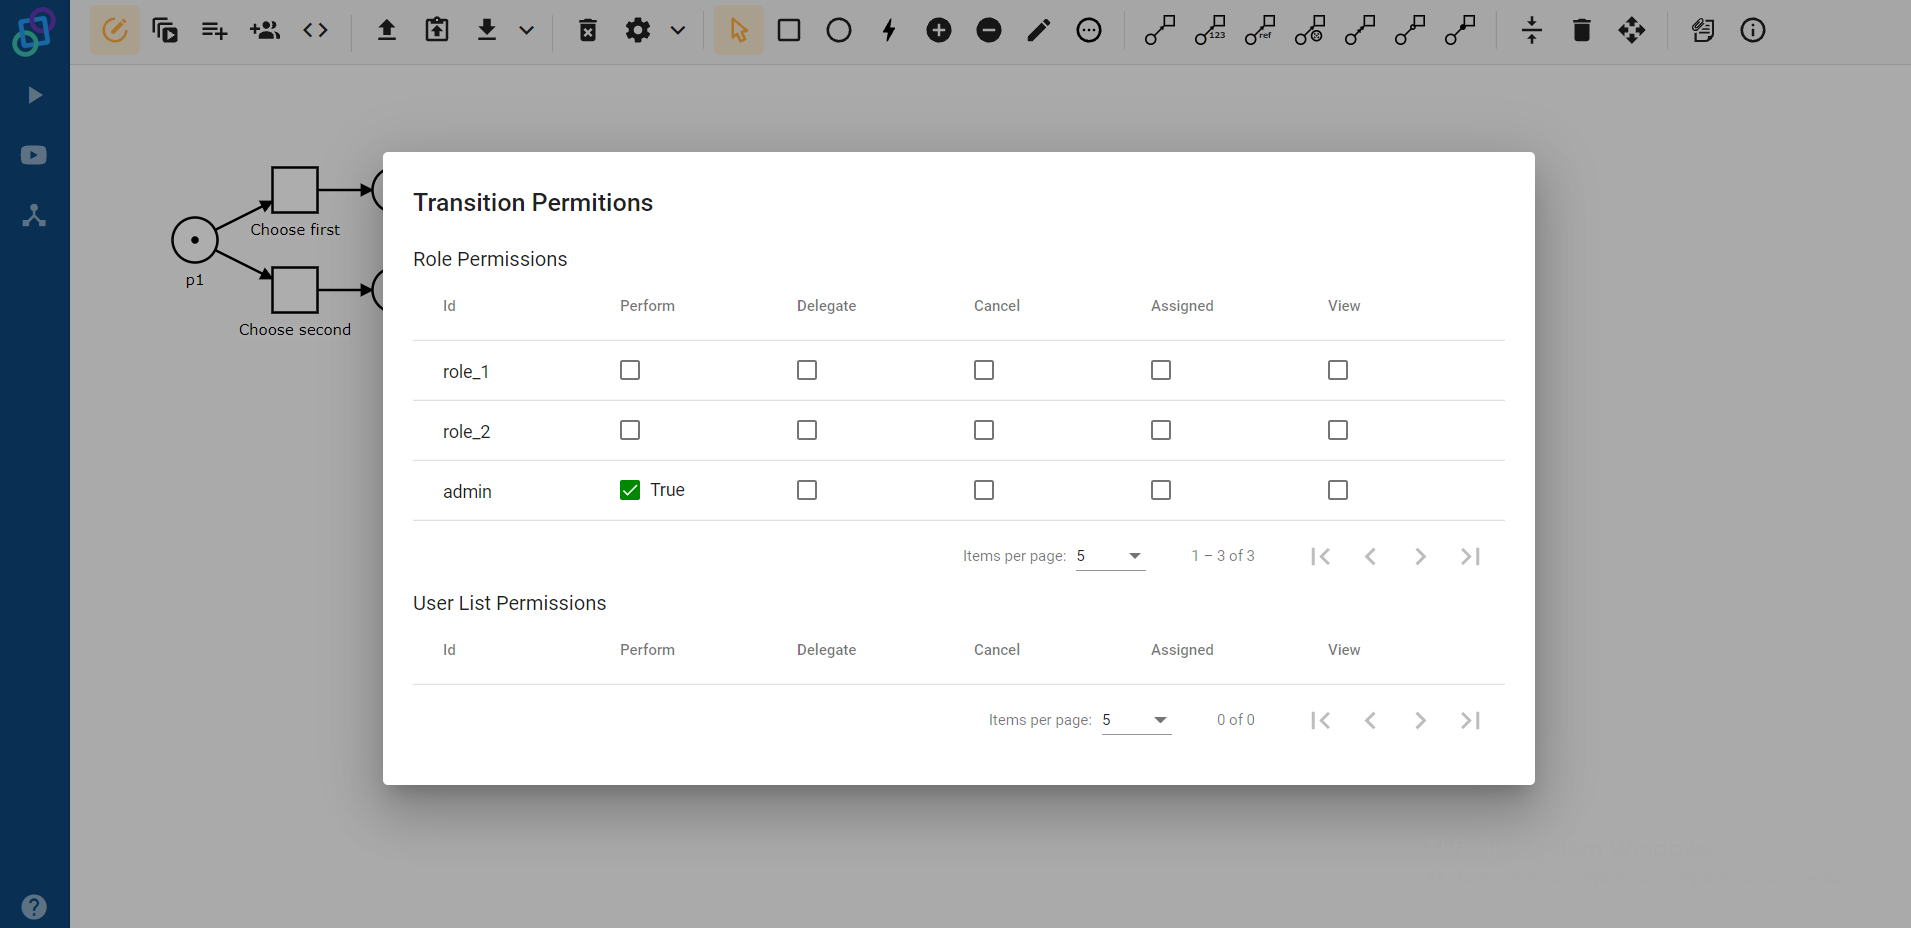 123
ref
Choose first
p1
Choose second
Transition Permitions
Role Permissions
Id Perform Delegate Cancel Assigned View
role_1
role_2
admin True
Items per page: 5 1 – 3 of 3
User List Permissions
Id Perform Delegate Cancel Assigned View
Items per page: 5 0 of 0